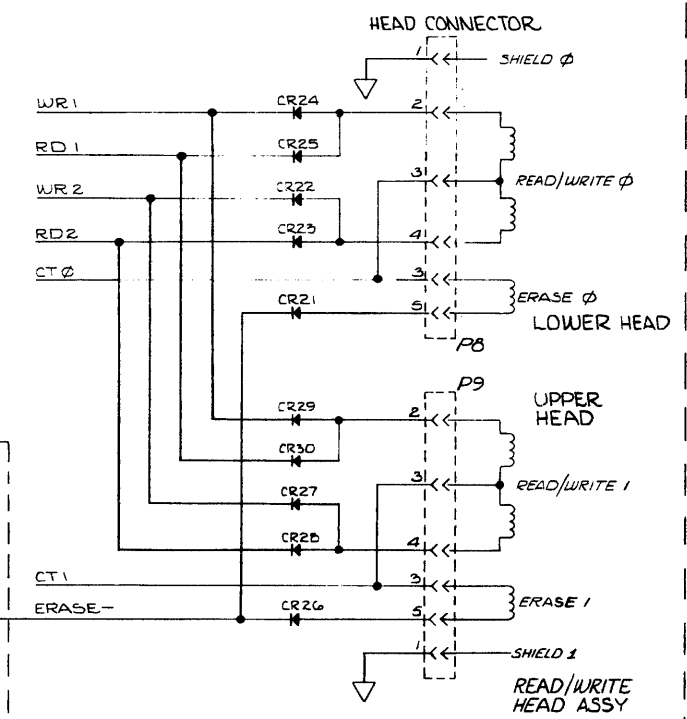 HEAD CONNECTOR
1
SHIELD φ
WR1
CR24
2
RD1
CR25
WR2
CR22
3
READ/WRITE φ
RD2
CR23
4
CTφ
3
ERASE φ
CR21
5
LOWER HEAD
P8
P9
UPPER
HEAD
CR29
2
CR30
3
READ/WRITE 1
CR27
CR28
4
CT1
3
ERASE-
CR26
5
ERASE 1
1
SHIELD 1
READ/WRITE
HEAD ASSY